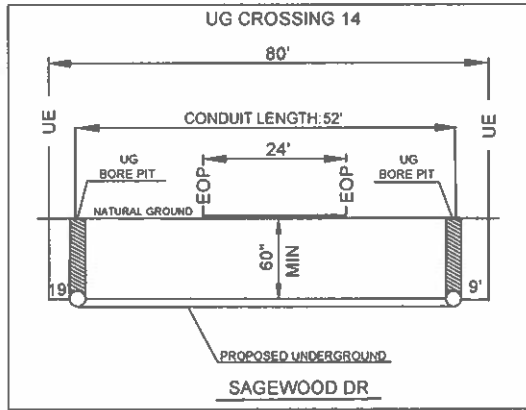 UG CROSSING 14
80'
UE
UE
CONDUIT LENGTH:52'
24'
UG
BORE PIT
EOP
EOP
UG
BORE PIT
NATURAL GROUND
60"
MIN
19'
9'
PROPOSED UNDERGROUND
SAGEWOOD DR